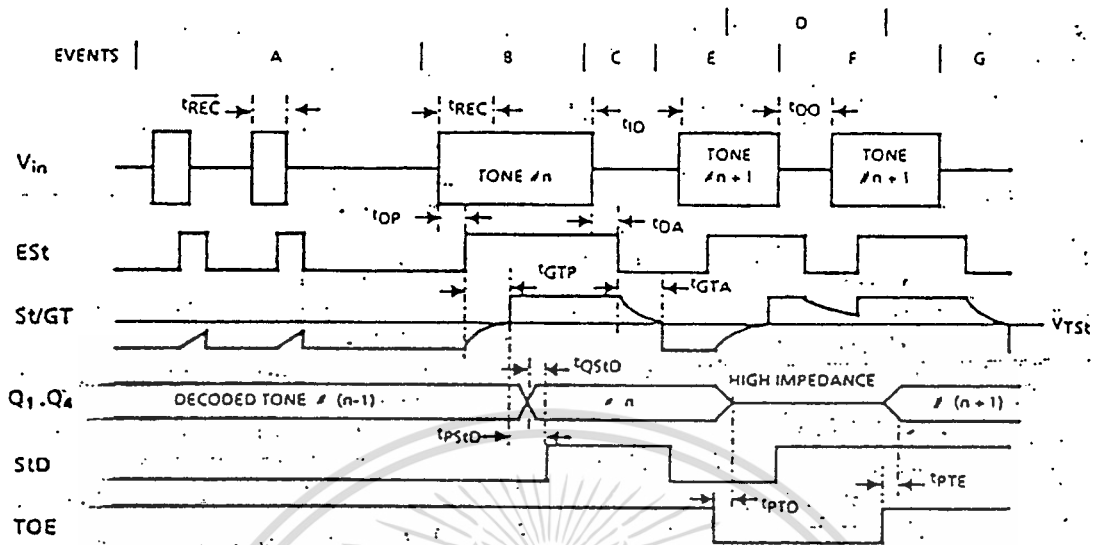 D
EVENTS A B C E F G
tREC tREC tID tDO
Vin TONE #n TONE #n+1 TONE #n+1
tDP tDA
ESt
tGTP tGTA
St/GT VTSt
tQStD HIGH IMPEDANCE
Q1-Q4 DECODED TONE # (n-1) # n # (n+1)
tPStD
StD tPTE
tPTD
TOE